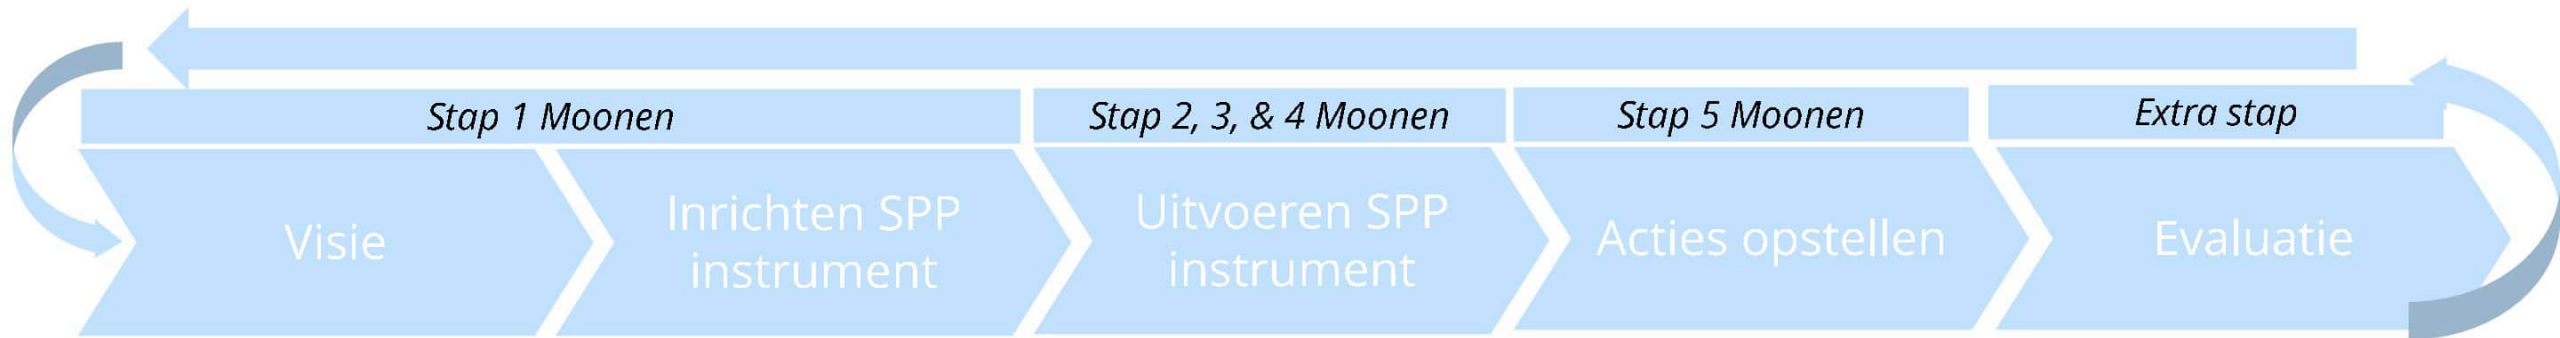 Stap 1 Moonen
Stap 2, 3, & 4 Moonen
Stap 5 Moonen
Extra stap
Visie
Inrichten SPP
instrument
Uitvoeren SPP
instrument
Acties opstellen
Evaluatie